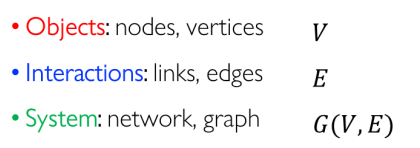 • Objects: nodes, vertices V
• Interactions: links, edges E
• System: network, graph G(V, E)